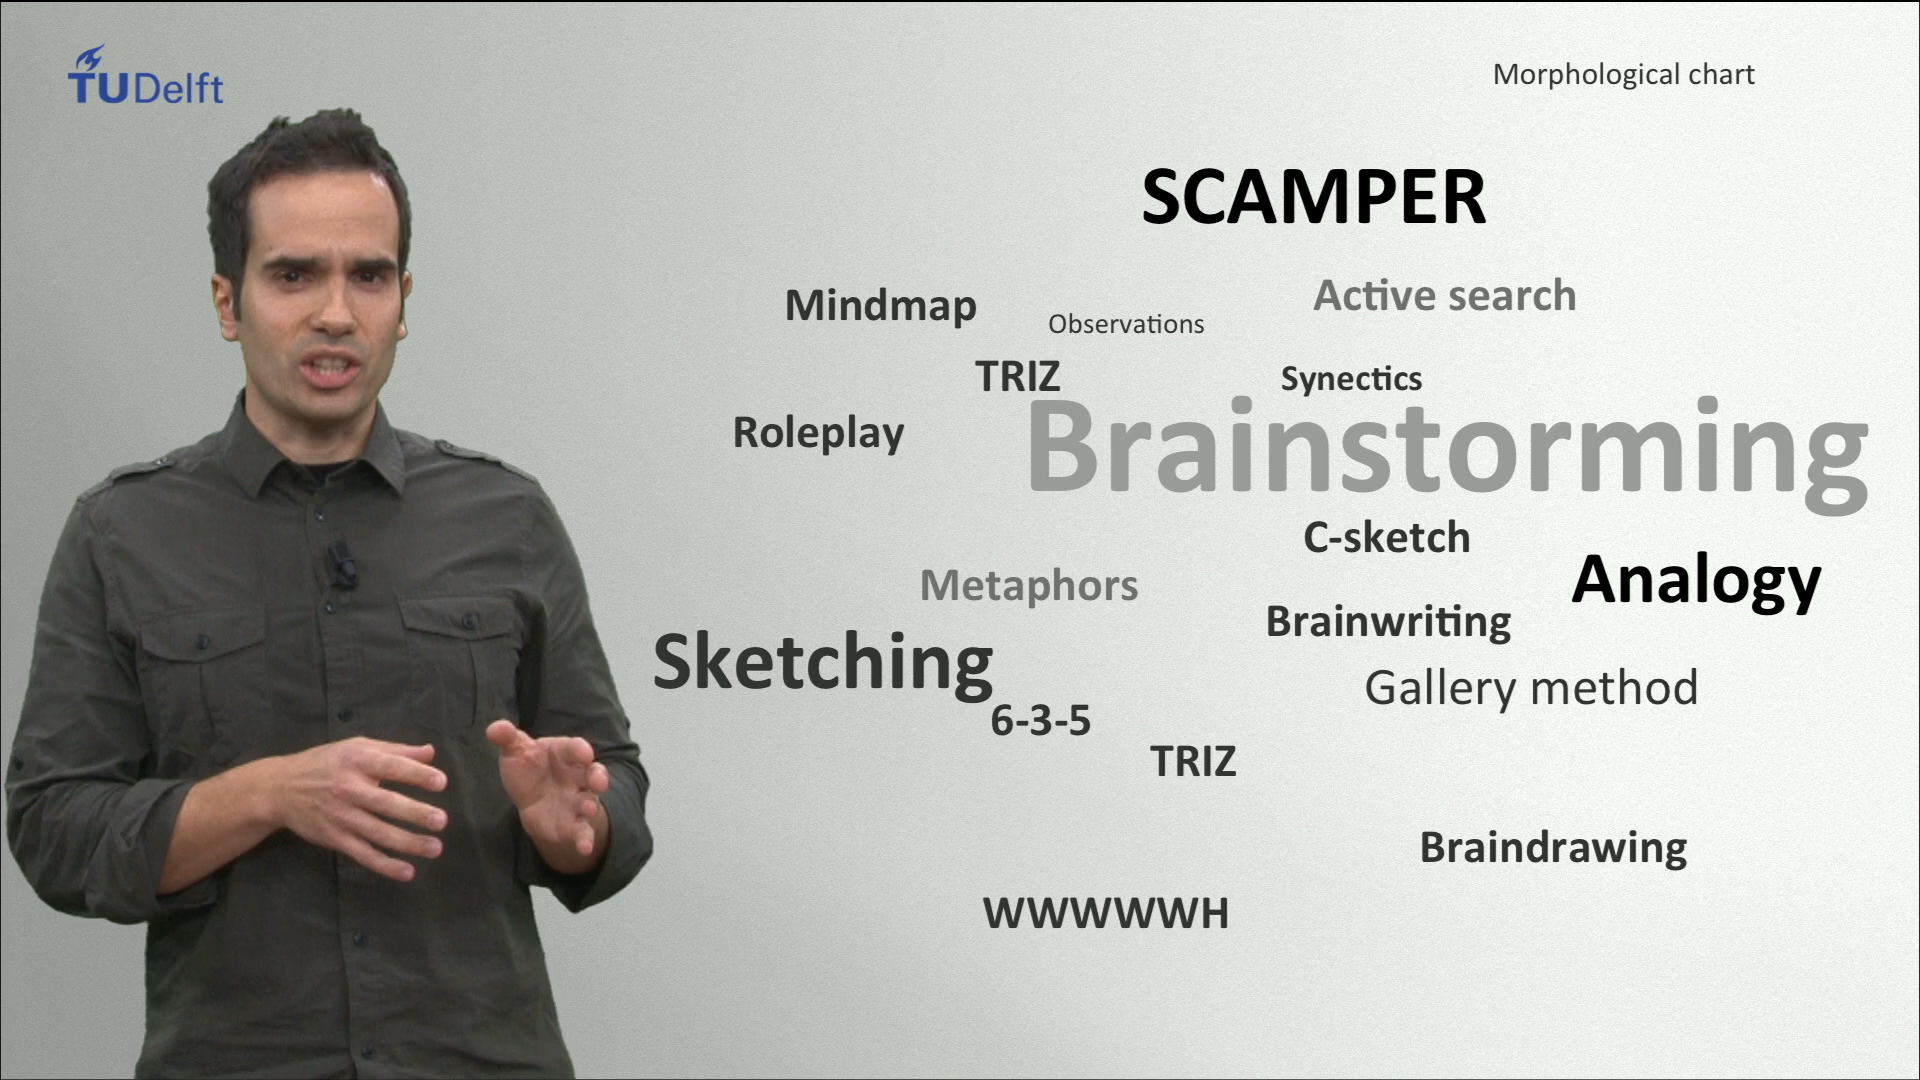 TUDelft
Morphological chart
SCAMPER
Mindmap
Observations
Active search
TRIZ
Synectics
Roleplay
Brainstorming
C-sketch
Metaphors
Analogy
Brainwriting
Sketching
Gallery method
6-3-5
TRIZ
Braindrawing
WWWWWH